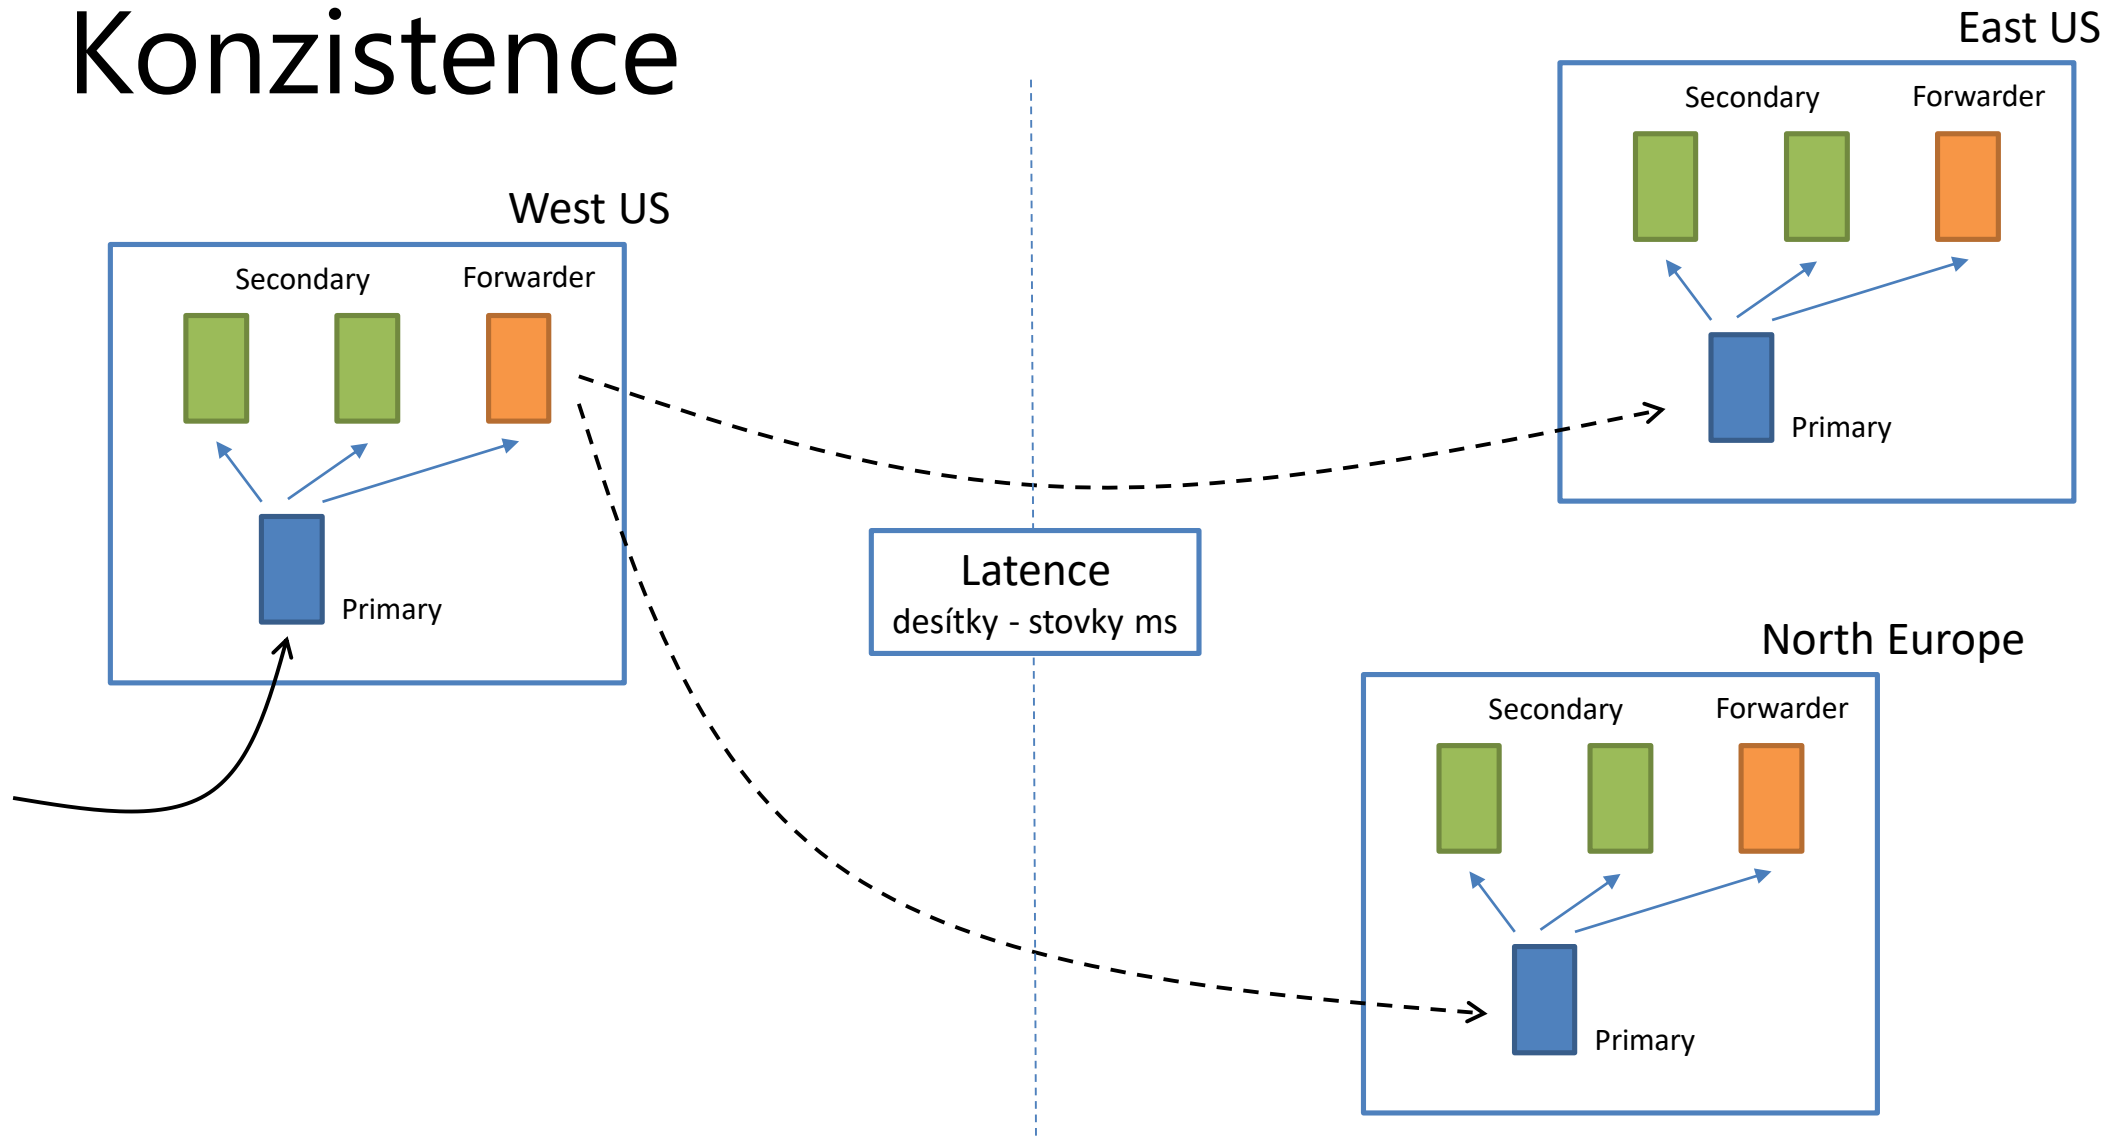 Konzistence
East US
Secondary
Forwarder
Primary
West US
Secondary
Forwarder
Primary
Latence
desítky - stovky ms
North Europe
Secondary
Forwarder
Primary